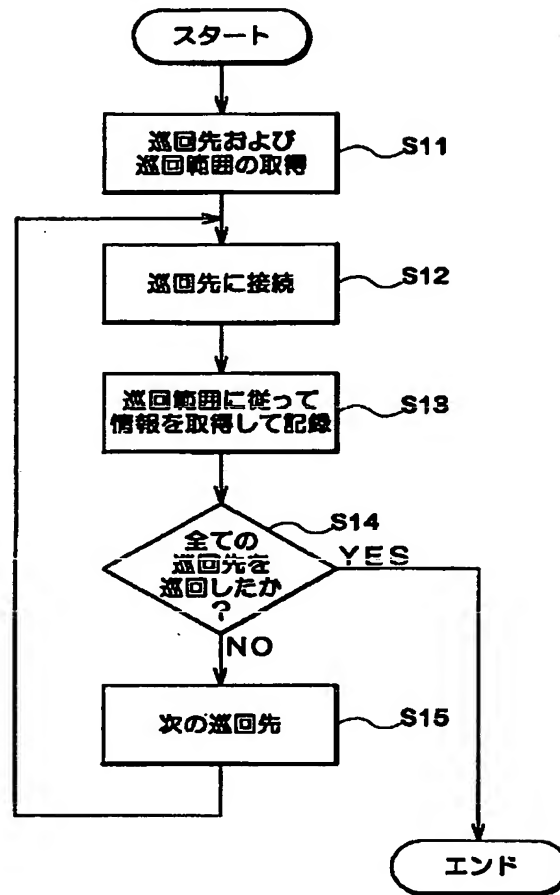 スタート
巡回先および
巡回範囲の取得
S11
巡回先に接続
S12
巡回範囲に従って
情報を取得して記録
S13
S14
全ての
巡回先を
巡回したか
?
YES
NO
次の巡回先
S15
エンド